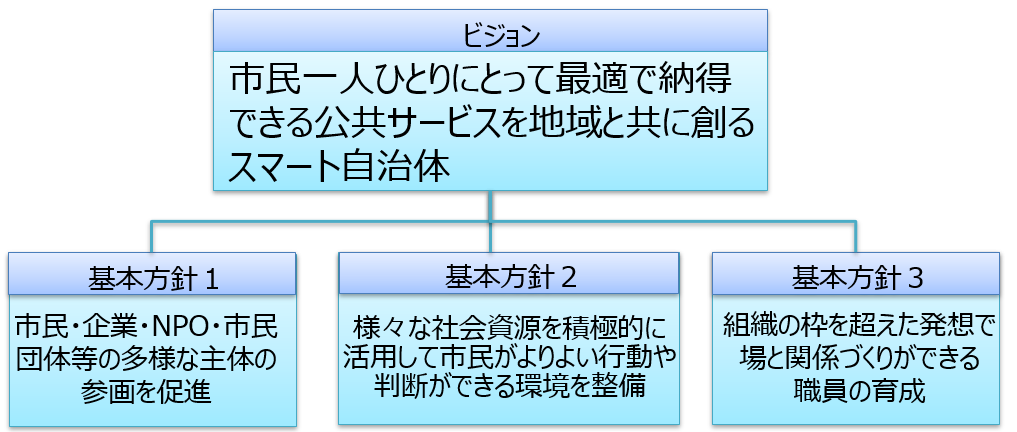 ビジョン
市民一人ひとりにとって最適で納得
できる公共サービスを地域と共に創る
スマート自治体
基本方針１
市民・企業・NPO・市民
団体等の多様な主体の
参画を促進
基本方針２
様々な社会資源を積極的に
活用して市民がよりよい行動や
判断ができる環境を整備
基本方針３
組織の枠を超えた発想で
場と関係づくりができる
職員の育成